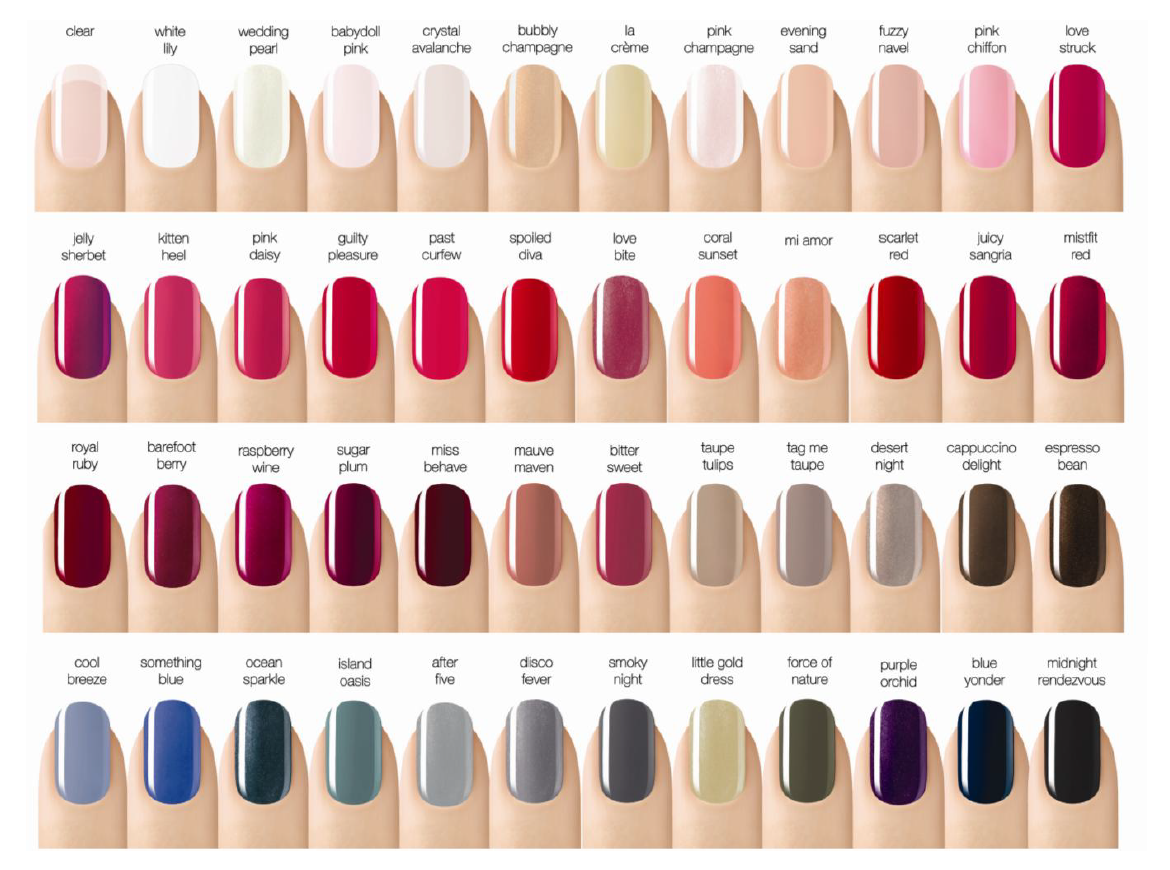 clear
white
lily
wedding
pearl
babydoll
pink
crystal
avalanche
bubbly
champagne
la
crème
pink
champagne
evening
sand
fuzzy
navel
pink
chiffon
love
struck
jelly
sherbet
kitten
heel
pink
daisy
guilty
pleasure
past
curfew
spoiled
diva
love
bite
coral
sunset
mi amor
scarlet
red
juicy
sangria
mistfit
red
royal
ruby
barefoot
berry
raspberry
wine
sugar
plum
miss
behave
mauve
maven
bitter
sweet
taupe
tulips
tag me
taupe
desert
night
cappuccino
delight
espresso
bean
cool
breeze
something
blue
ocean
sparkle
island
oasis
after
five
disco
fever
smoky
night
little gold
dress
force of
nature
purple
orchid
blue
yonder
midnight
rendezvous